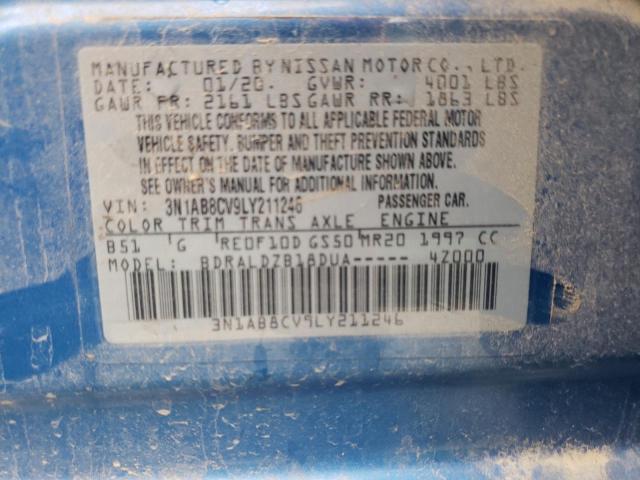 MANUFACTURED BY NISSAN MOTOR CO., LTD.
DATE: 01/20. GVWR: 4001 LBS
GAWR FR: 2161 LBS GAWR RR: 1863 LBS
THIS VEHICLE CONFORMS TO ALL APPLICABLE FEDERAL MOTOR
VEHICLE SAFETY, BUMPER AND THEFT PREVENTION STANDARDS
IN EFFECT ON THE DATE OF MANUFACTURE SHOWN ABOVE.
SEE OWNER'S MANUAL FOR ADDITIONAL INFORMATION.
VIN: 3N1AB8CV9LY211246 PASSENGER CAR.
COLOR TRIM TRANS AXLE ENGINE
B51 G RE0F10D GS50 MR20 1997 CC
MODEL: BDRALDZB18DUA----- 4Z000
3N1AB8CV9LY211246